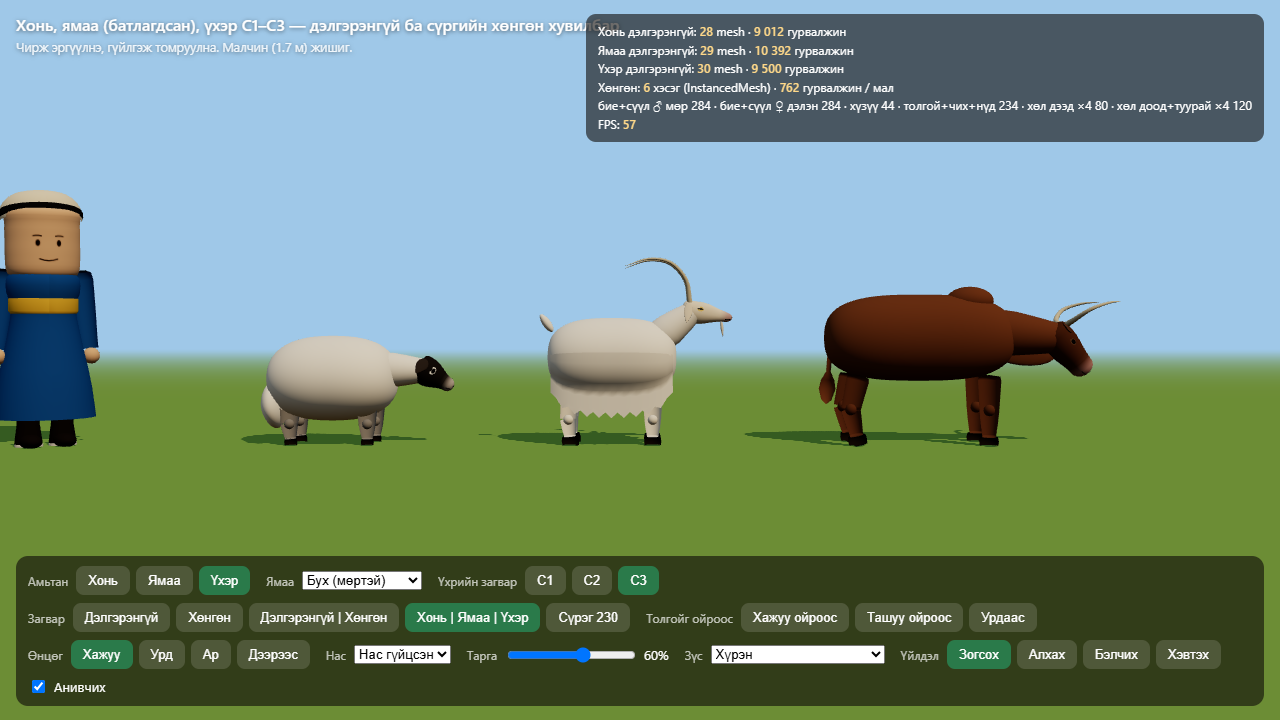 Хонь, ямаа (батлагдсан), үхэр C1–C3 — дэлгэрэнгүй ба сүргийн хөнгөн хувилбар
Чирж эргүүлнэ, гүйлгэж томруулна. Малчин (1.7 м) жишиг.
Хонь дэлгэрэнгүй: 28 mesh · 9 012 гурвалжин
Ямаа дэлгэрэнгүй: 29 mesh · 10 392 гурвалжин
Үхэр дэлгэрэнгүй: 30 mesh · 9 500 гурвалжин
Хөнгөн: 6 хэсэг (InstancedMesh) · 762 гурвалжин / мал
бие+сүүл ♂ мөр 284 · бие+сүүл ♀ дэлэн 284 · хүзүү 44 · толгой+чих+нүд 234 · хөл дээд ×4 80 · хөл доод+туурай ×4 120
FPS: 57
Амьтан Хонь Ямаа Үхэр Ямаа Бух (мөртэй) Үхрийн загвар C1 C2 C3
Загвар Дэлгэрэнгүй Хөнгөн Дэлгэрэнгүй | Хөнгөн Хонь | Ямаа | Үхэр Сүрэг 230 Толгойг ойроос Хажуу ойроос Ташуу ойроос Урдаас
Өнцөг Хажуу Урд Ар Дээрээс Нас Нас гүйцсэн Тарга 60% Зүс Хүрэн Үйлдэл Зогсох Алхах Бэлчих Хэвтэх
Анивчих